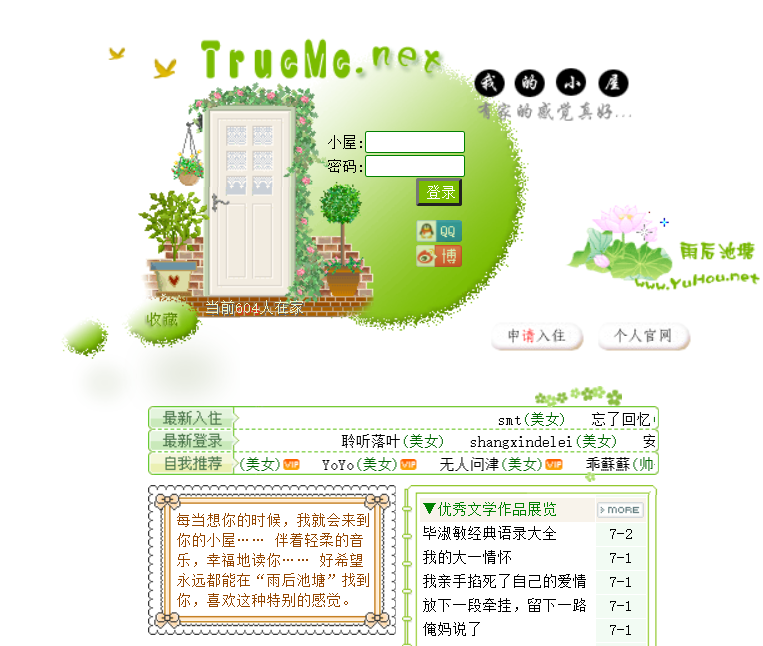 TrueMe.net
我的小屋
有家的感觉真好...
小屋:
密码:
登录
QQ
博
雨后池塘
www.YuHou.net
当前604人在家
收藏
申请入住
个人官网
最新入住
smt(美女) 忘了回忆
最新登录
聆听落叶(美女) shangxindelei(美女) 安
自我推荐
(美女)VIP YoYo(美女)VIP 无人问津(美女)VIP 乖蘇蘇(帅
每当想你的时候，我就会来到
你的小屋…… 伴着轻柔的音
乐，幸福地读你…… 好希望
永远都能在“雨后池塘”找到
你，喜欢这种特别的感觉。
▼优秀文学作品展览 MORE
毕淑敏经典语录大全 7-2
我的大一情怀 7-1
我亲手掐死了自己的爱情 7-1
放下一段牵挂，留下一路 7-1
俺妈说了 7-1